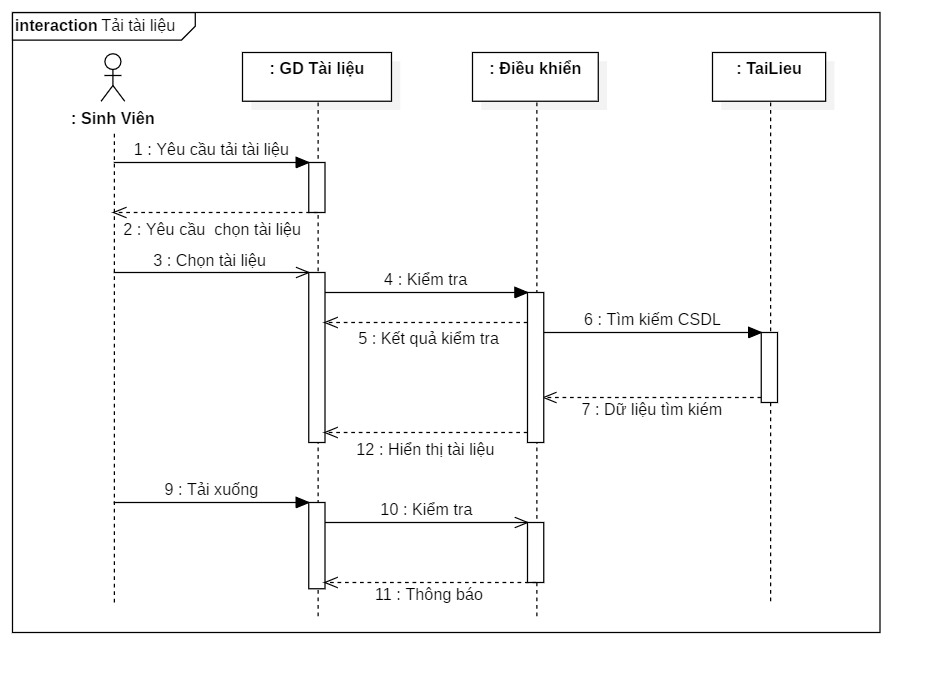 interaction Tải tài liệu
: Sinh Viên
: GD Tài liệu
: Điều khiển
: TaiLieu
1 : Yêu cầu tải tài liệu
2 : Yêu cầu  chọn tài liệu
3 : Chọn tài liệu
4 : Kiểm tra
5 : Kết quả kiểm tra
6 : Tìm kiếm CSDL
7 : Dữ liệu tìm kiém
12 : Hiển thị tài liệu
9 : Tải xuống
10 : Kiểm tra
11 : Thông báo